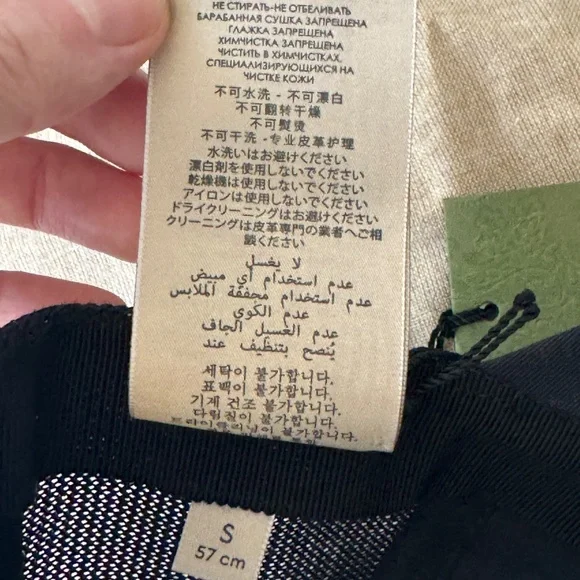 НЕ СТИРАТЬ-НЕ ОТБЕЛИВАТЬ
БАРАБАННАЯ СУШКА ЗАПРЕЩЕНА
ГЛАЖКА ЗАПРЕЩЕНА
ХИМЧИСТКА ЗАПРЕЩЕНА
ЧИСТИТЬ В ХИМЧИСТКАХ,
СПЕЦИАЛИЗИРУЮЩИХСЯ НА
ЧИСТКЕ КОЖИ
不可水洗 - 不可漂白
不可翻转干燥
不可熨烫
不可干洗 -专业皮革护理
水洗いはお避けください
漂白剤を使用しないでください
乾燥機は使用しないでください
アイロンは使用しないでください
ドライクリーニングはお避けください
クリーニングは皮革専門の業者へご相
談ください
لا يغسل
عدم استخدام أي مبيض
عدم استخدام مجففة الملابس
عدم الكوي
عدم الغسيل الجاف
يُنصح بتنظيف عند
세탁이 불가합니다.
표백이 불가합니다.
기계 건조 불가합니다.
다림질이 불가합니다.
S
57 cm